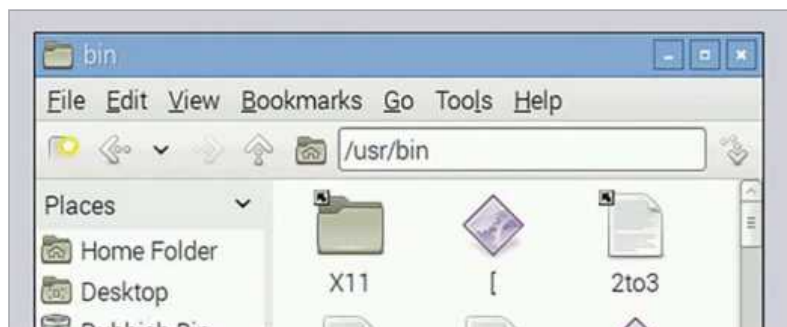 bin
File Edit View Bookmarks Go Tools Help
/usr/bin
Places
Home Folder
Desktop
X11 [ 2to3